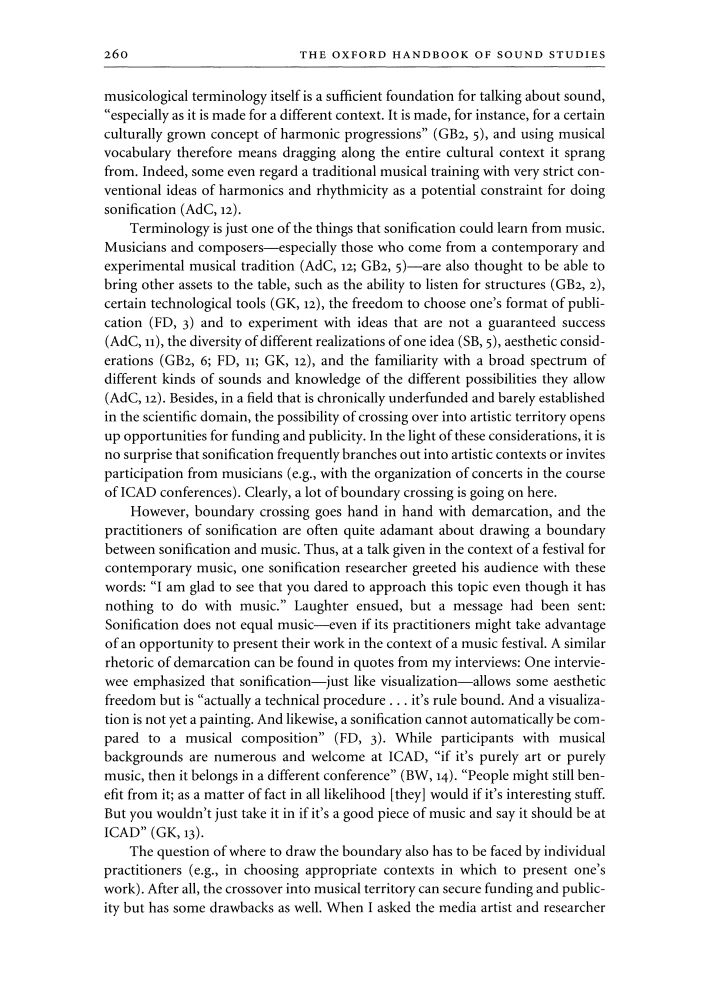 260 THE OXFORD HANDBOOK OF SOUND STUDIES
musicological terminology itself is a sufficient foundation for talking about sound,
“especially as it is made for a different context. It is made, for instance, for a certain
culturally grown concept of harmonic progressions” (GB2, 5), and using musical
vocabulary therefore means dragging along the entire cultural context it sprang
from. Indeed, some even regard a traditional musical training with very strict con-
ventional ideas of harmonics and rhythmicity as a potential constraint for doing
sonification (AdC, 12).
Terminology is just one of the things that sonification could learn from music.
Musicians and composers—especially those who come from a contemporary and
experimental musical tradition (AdC, 12; GB2, 5)—are also thought to be able to
bring other assets to the table, such as the ability to listen for structures (GB2, 2),
certain technological tools (GK, 12), the freedom to choose one’s format of publi-
cation (FD, 3) and to experiment with ideas that are not a guaranteed success
(AdC, 11), the diversity of different realizations of one idea (SB, 5), aesthetic consid-
erations (GB2, 6; FD, 11; GK, 12), and the familiarity with a broad spectrum of
different kinds of sounds and knowledge of the different possibilities they allow
(AdC, 12). Besides, in a field that is chronically underfunded and barely established
in the scientific domain, the possibility of crossing over into artistic territory opens
up opportunities for funding and publicity. In the light of these considerations, it is
no surprise that sonification frequently branches out into artistic contexts or invites
participation from musicians (e.g., with the organization of concerts in the course
of ICAD conferences). Clearly, a lot of boundary crossing is going on here.
However, boundary crossing goes hand in hand with demarcation, and the
practitioners of sonification are often quite adamant about drawing a boundary
between sonification and music. Thus, at a talk given in the context of a festival for
contemporary music, one sonification researcher greeted his audience with these
words: “I am glad to see that you dared to approach this topic even though it has
nothing to do with music.” Laughter ensued, but a message had been sent:
Sonification does not equal music—even if its practitioners might take advantage
of an opportunity to present their work in the context of a music festival. A similar
rhetoric of demarcation can be found in quotes from my interviews: One intervie-
wee emphasized that sonification—just like visualization—allows some aesthetic
freedom but is “actually a technical procedure . . . it’s rule bound. And a visualiza-
tion is not yet a painting. And likewise, a sonification cannot automatically be com-
pared to a musical composition” (FD, 3). While participants with musical
backgrounds are numerous and welcome at ICAD, “if it’s purely art or purely
music, then it belongs in a different conference” (BW, 14). “People might still ben-
efit from it; as a matter of fact in all likelihood [they] would if it’s interesting stuff.
But you wouldn’t just take it in if it’s a good piece of music and say it should be at
ICAD” (GK, 13).
The question of where to draw the boundary also has to be faced by individual
practitioners (e.g., in choosing appropriate contexts in which to present one’s
work). After all, the crossover into musical territory can secure funding and public-
ity but has some drawbacks as well. When I asked the media artist and researcher